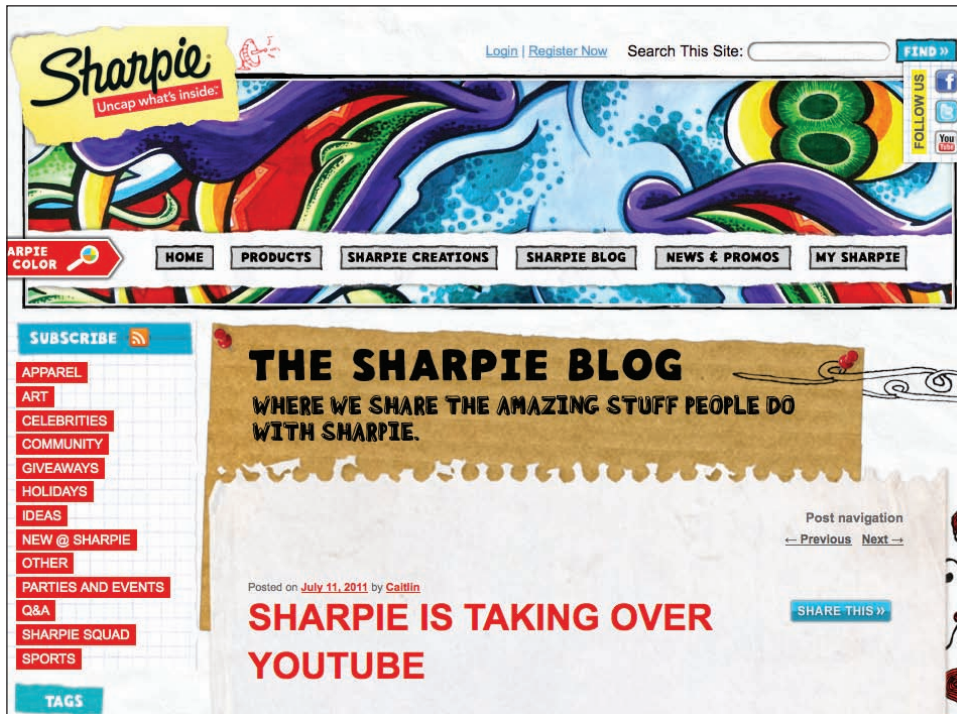 Sharpie
Uncap what's inside.™
Login | Register Now Search This Site: FIND »
FOLLOW US
f
t
You Tube
ARPIE
COLOR
HOME PRODUCTS SHARPIE CREATIONS SHARPIE BLOG NEWS & PROMOS MY SHARPIE
SUBSCRIBE
APPAREL
ART
CELEBRITIES
COMMUNITY
GIVEAWAYS
HOLIDAYS
IDEAS
NEW @ SHARPIE
OTHER
PARTIES AND EVENTS
Q&A
SHARPIE SQUAD
SPORTS
TAGS
THE SHARPIE BLOG
WHERE WE SHARE THE AMAZING STUFF PEOPLE DO
WITH SHARPIE.
Post navigation
← Previous Next →
Posted on July 11, 2011 by Caitlin
SHARE THIS »
SHARPIE IS TAKING OVER
YOUTUBE